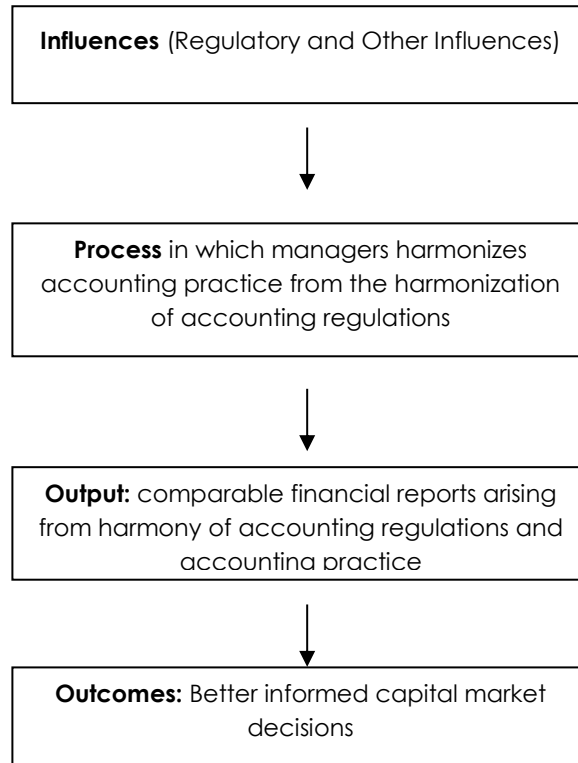 Influences (Regulatory and Other Influences)
Process in which managers harmonizes
accounting practice from the harmonization
of accounting regulations
Output: comparable financial reports arising
from harmony of accounting regulations and
accounting practice
Outcomes: Better informed capital market
decisions